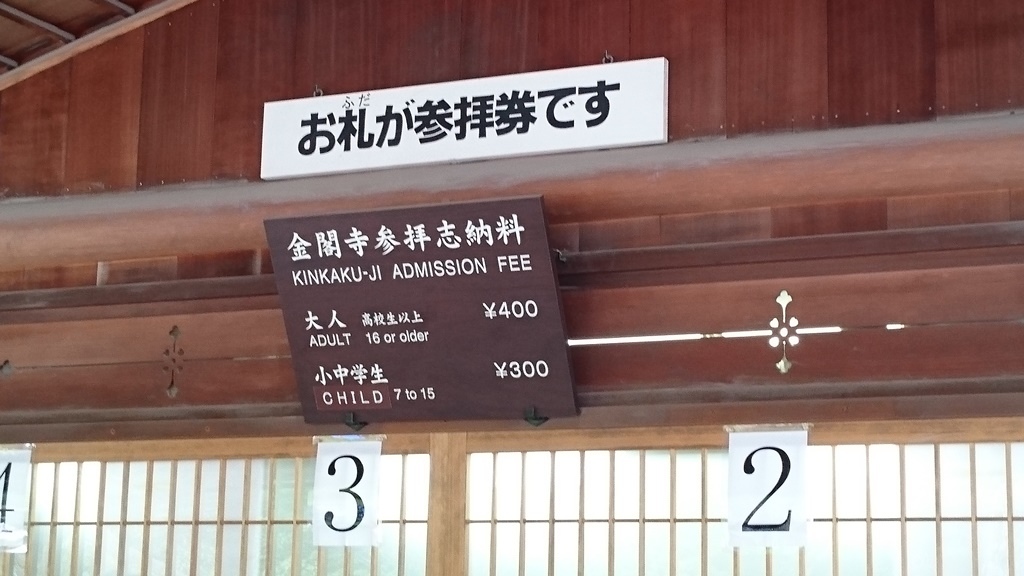 ふだ
お札が参拝券です
金閣寺参拝志納料
KINKAKU-JI ADMISSION FEE
大人 高校生以上 ¥400
ADULT 16 or older
小中学生 ¥300
CHILD 7 to 15
4
3
2